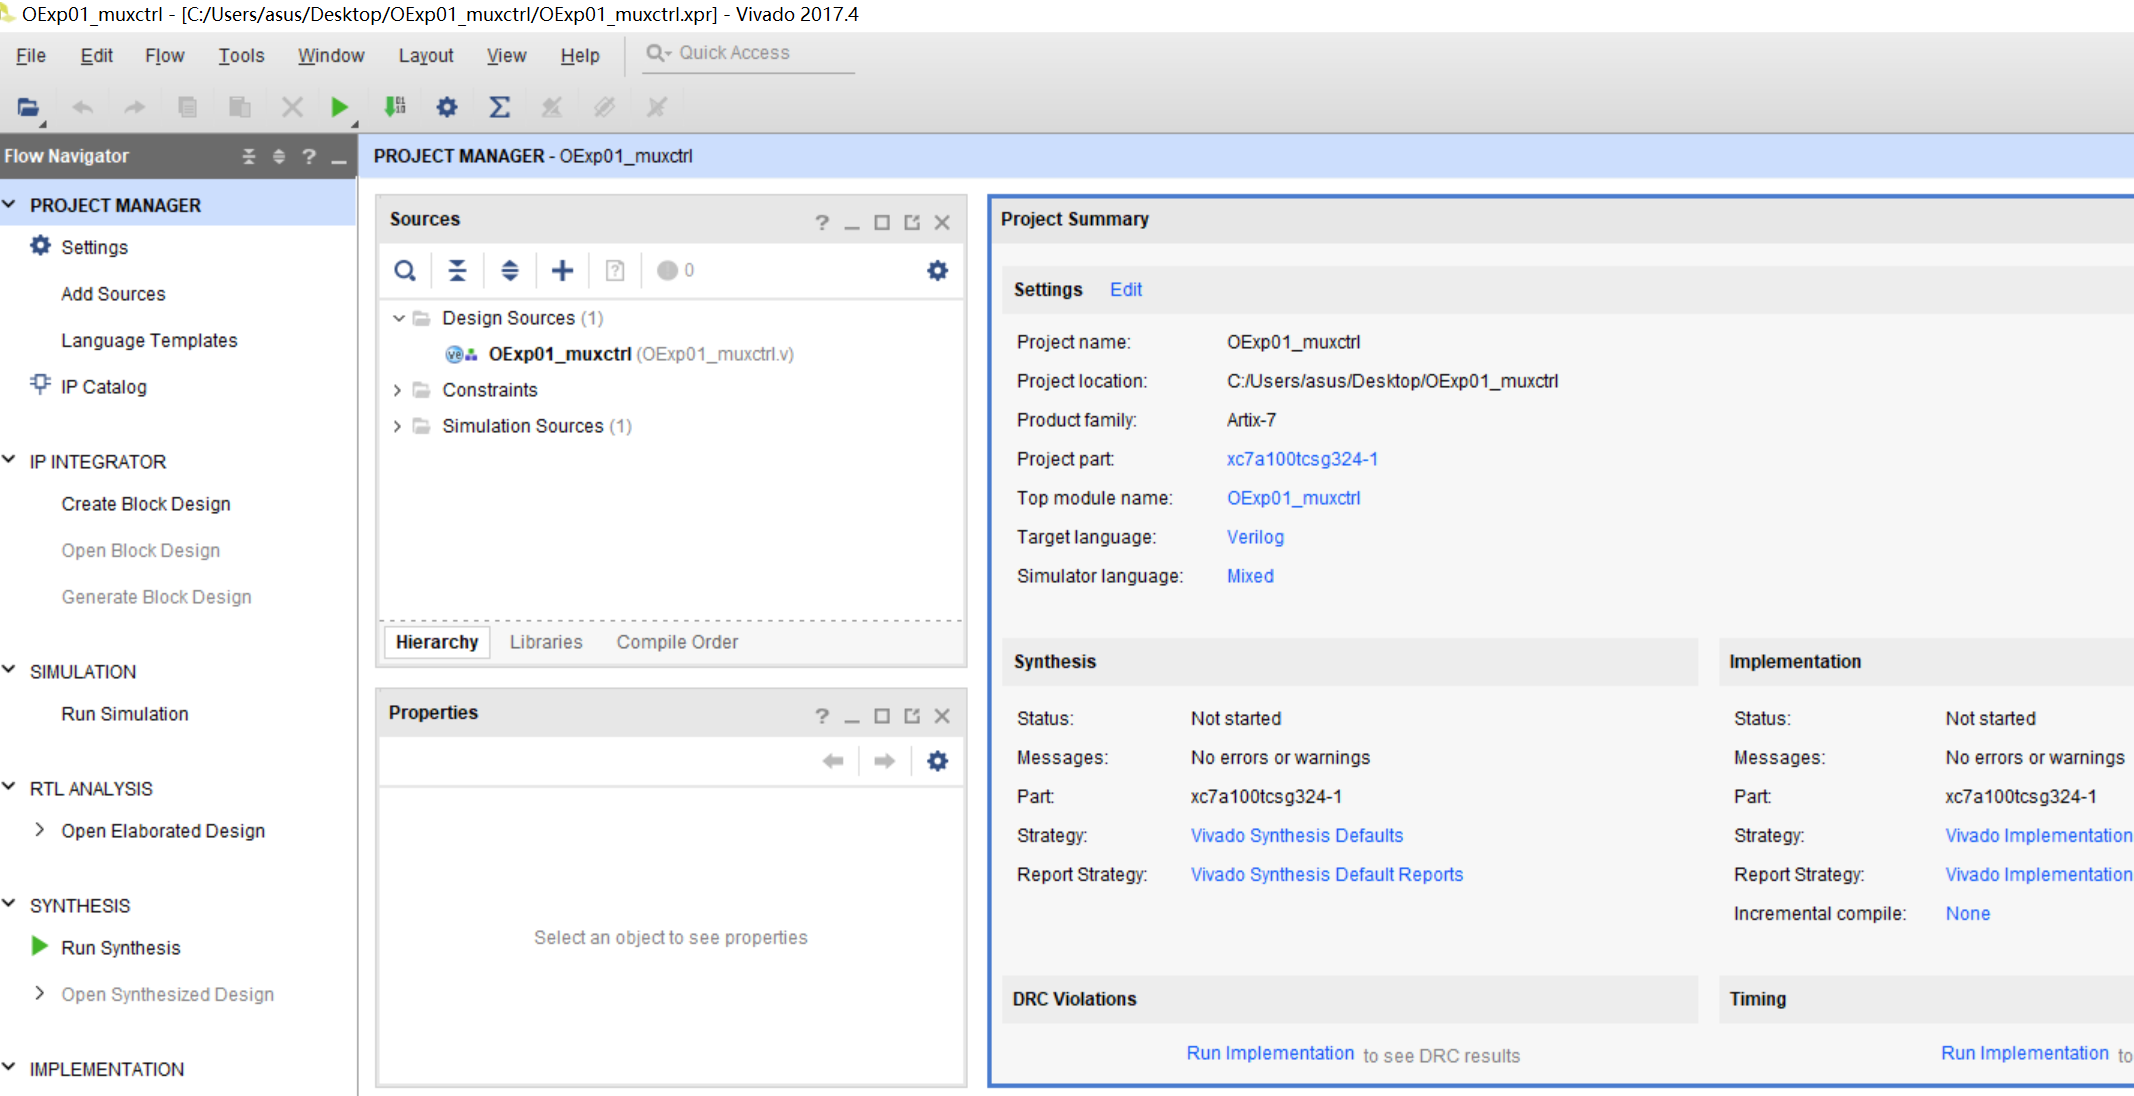 OExp01_muxctrl - [C:/Users/asus/Desktop/OExp01_muxctrl/OExp01_muxctrl.xpr] - Vivado 2017.4
File Edit Flow Tools Window Layout View Help Quick Access
Flow Navigator
PROJECT MANAGER
Settings
Add Sources
Language Templates
IP Catalog
IP INTEGRATOR
Create Block Design
Open Block Design
Generate Block Design
SIMULATION
Run Simulation
RTL ANALYSIS
Open Elaborated Design
SYNTHESIS
Run Synthesis
Open Synthesized Design
IMPLEMENTATION
PROJECT MANAGER - OExp01_muxctrl
Sources
0
Design Sources (1)
OExp01_muxctrl (OExp01_muxctrl.v)
Constraints
Simulation Sources (1)
Hierarchy Libraries Compile Order
Properties
Select an object to see properties
Project Summary
Settings Edit
Project name: OExp01_muxctrl
Project location: C:/Users/asus/Desktop/OExp01_muxctrl
Product family: Artix-7
Project part: xc7a100tcsg324-1
Top module name: OExp01_muxctrl
Target language: Verilog
Simulator language: Mixed
Synthesis
Status: Not started
Messages: No errors or warnings
Part: xc7a100tcsg324-1
Strategy: Vivado Synthesis Defaults
Report Strategy: Vivado Synthesis Default Reports
Implementation
Status: Not started
Messages: No errors or warnings
Part: xc7a100tcsg324-1
Strategy: Vivado Implementation
Report Strategy: Vivado Implementation
Incremental compile: None
DRC Violations
Run Implementation to see DRC results
Timing
Run Implementation to